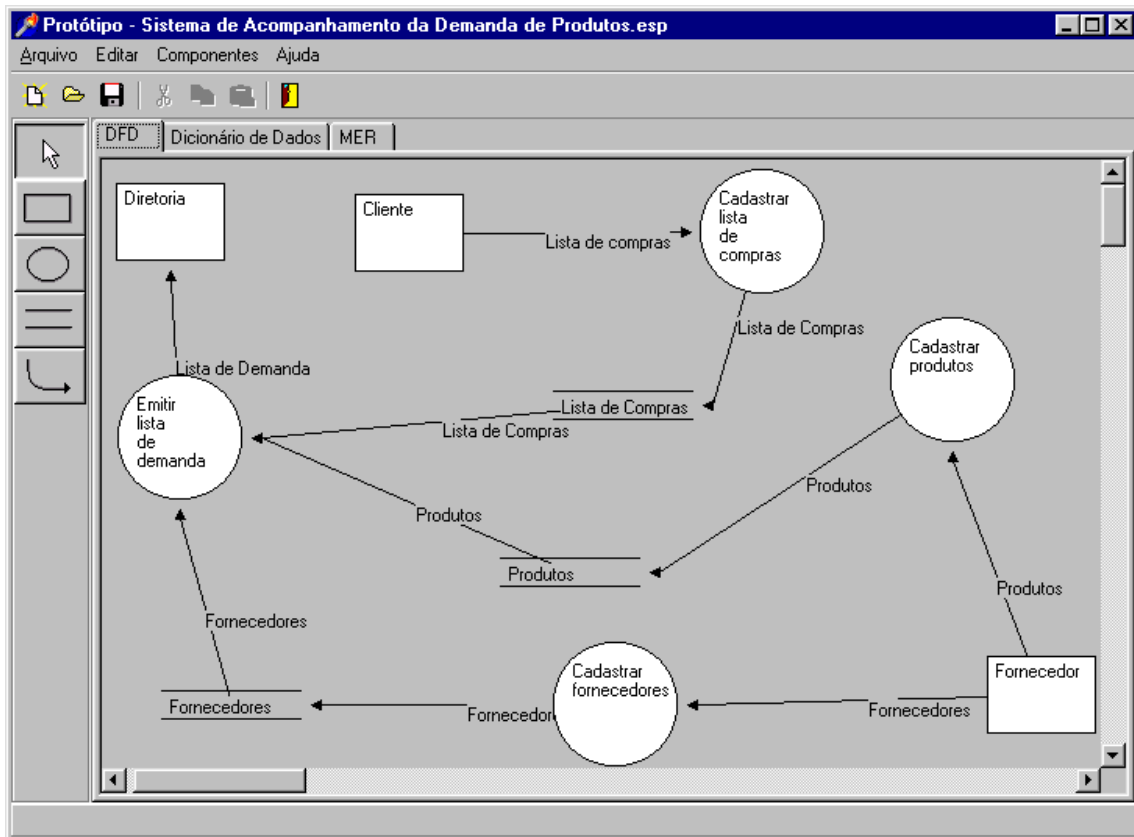 Protótipo - Sistema de Acompanhamento da Demanda de Produtos.esp
Arquivo Editar Componentes Ajuda
DFD Dicionário de Dados MER
Diretoria
Cliente
Lista de compras
Cadastrar
lista
de
compras
Lista de Compras
Cadastrar
produtos
Lista de Demanda
Emitir
lista
de
demanda
Lista de Compras
Lista de Compras
Produtos
Produtos
Produtos
Produtos
Fornecedores
Cadastrar
fornecedores
Fornecedor
Fornecedores
Fornecedor
Fornecedores